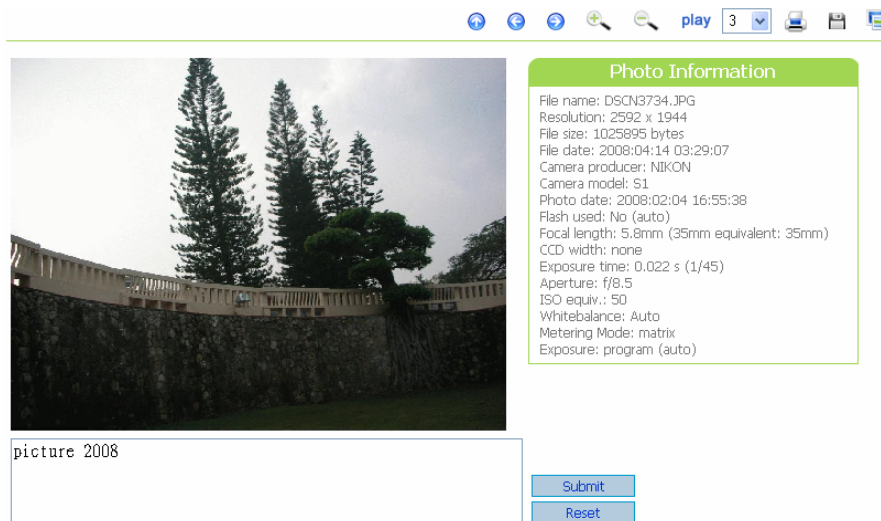 play 3
Photo Information
File name: DSCN3734.JPG
Resolution: 2592 x 1944
File size: 1025895 bytes
File date: 2008:04:14 03:29:07
Camera producer: NIKON
Camera model: S1
Photo date: 2008:02:04 16:55:38
Flash used: No (auto)
Focal length: 5.8mm (35mm equivalent: 35mm)
CCD width: none
Exposure time: 0.022 s (1/45)
Aperture: f/8.5
ISO equiv.: 50
Whitebalance: Auto
Metering Mode: matrix
Exposure: program (auto)
picture 2008
Submit
Reset